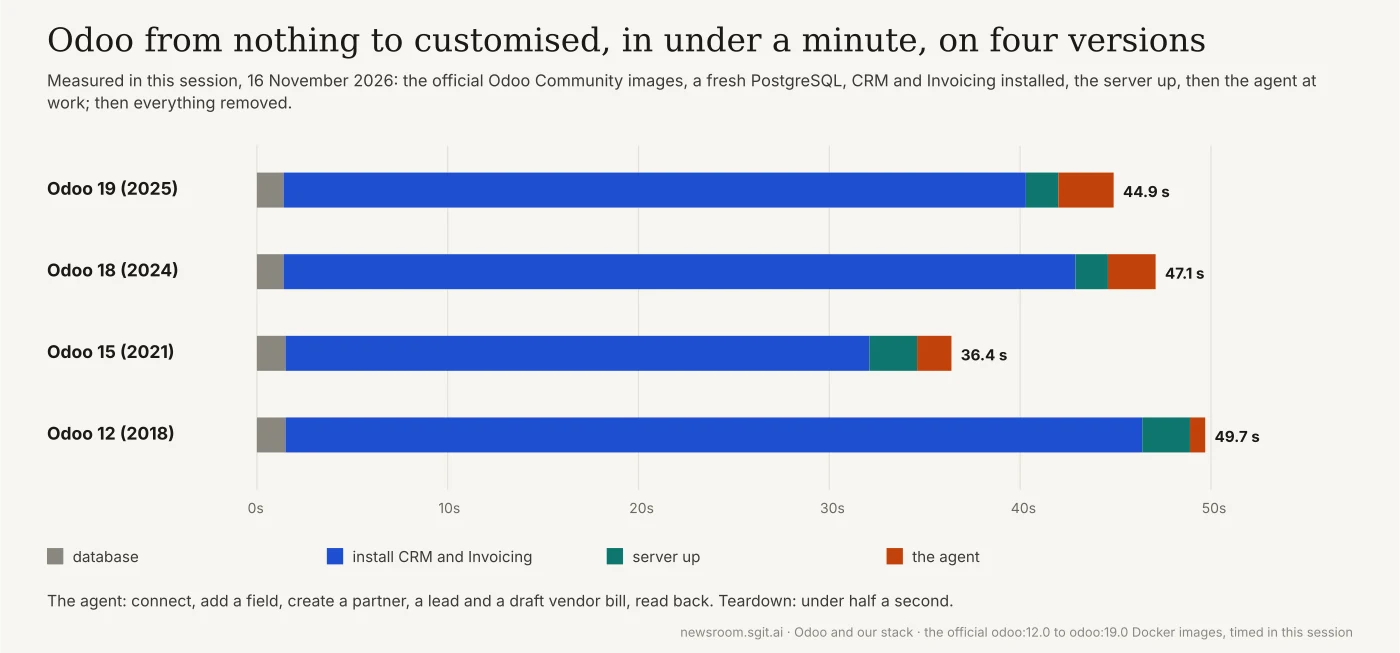 Odoo from nothing to customised, in under a minute, on four versions
Measured in this session, 16 November 2026: the official Odoo Community images, a fresh PostgreSQL, CRM and Invoicing installed, the server up, then the agent at
work; then everything removed.
Odoo 19 (2025)
44.9 s
Odoo 18 (2024)
47.1 s
Odoo 15 (2021)
36.4 s
Odoo 12 (2018)
49.7 s
0s 10s 20s 30s 40s 50s
database install CRM and Invoicing server up the agent
The agent: connect, add a field, create a partner, a lead and a draft vendor bill, read back. Teardown: under half a second.
newsroom.sgit.ai · Odoo and our stack · the official odoo:12.0 to odoo:19.0 Docker images, timed in this session